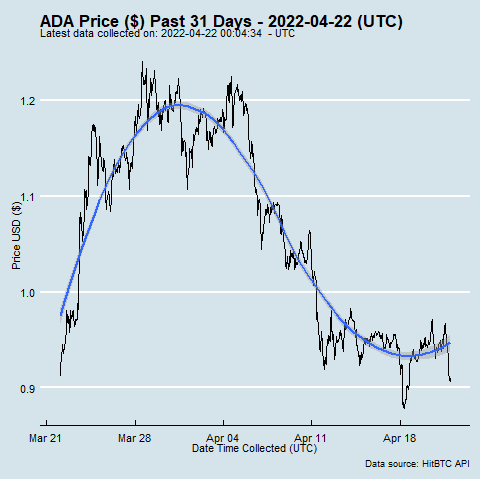 ADA Price ($) Past 31 Days - 2022-04-22 (UTC)
Latest data collected on: 2022-04-22 00:04:34 - UTC
1.2
1.1
1.0
0.9
Price USD ($)
Mar 21 Mar 28 Apr 04 Apr 11 Apr 18
Date Time Collected (UTC)
Data source: HitBTC API